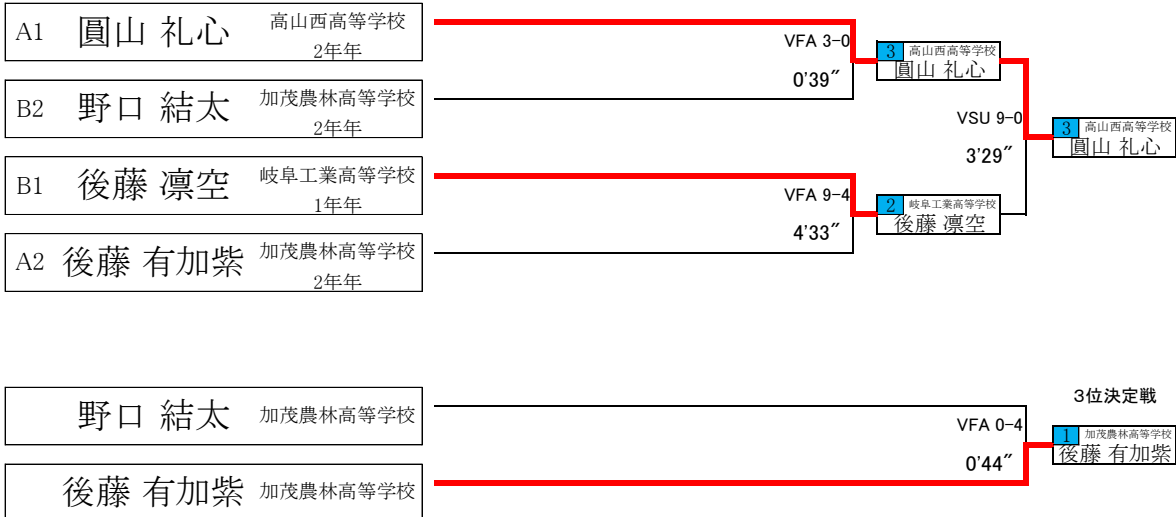 A1 圓山 礼心 高山西高等学校
2年年
B2 野口 結太 加茂農林高等学校
2年年
B1 後藤 凛空 岐阜工業高等学校
1年年
A2 後藤 有加紫 加茂農林高等学校
2年年
VFA 3-0
0'39″
VFA 9-4
4'33″
3 高山西高等学校
圓山 礼心
2 岐阜工業高等学校
後藤 凛空
VSU 9-0
3'29″
3 高山西高等学校
圓山 礼心
野口 結太 加茂農林高等学校
後藤 有加紫 加茂農林高等学校
VFA 0-4
0'44″
3位決定戦
1 加茂農林高等学校
後藤 有加紫